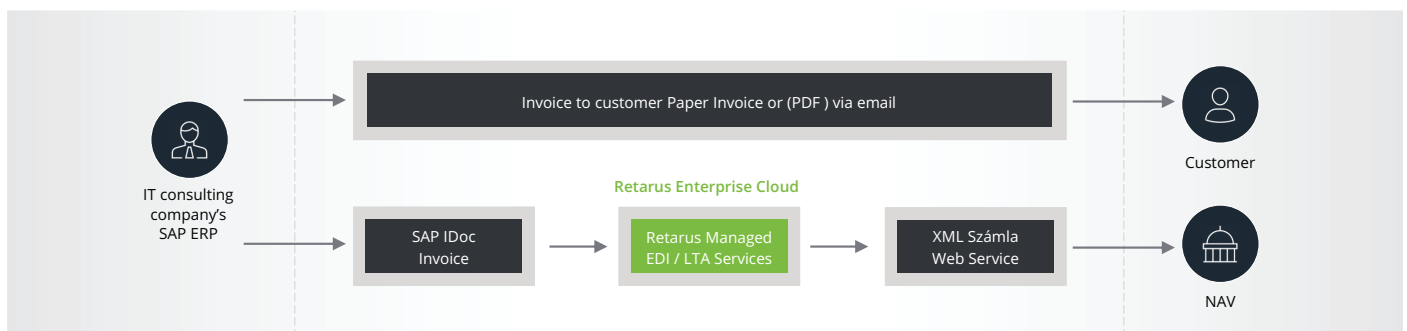 Invoice to customer Paper Invoice or (PDF ) via email
Customer
IT consulting
company's
SAP ERP
Retarus Enterprise Cloud
SAP IDoc
Invoice
Retarus Managed
EDI / LTA Services
XML Számla
Web Service
NAV